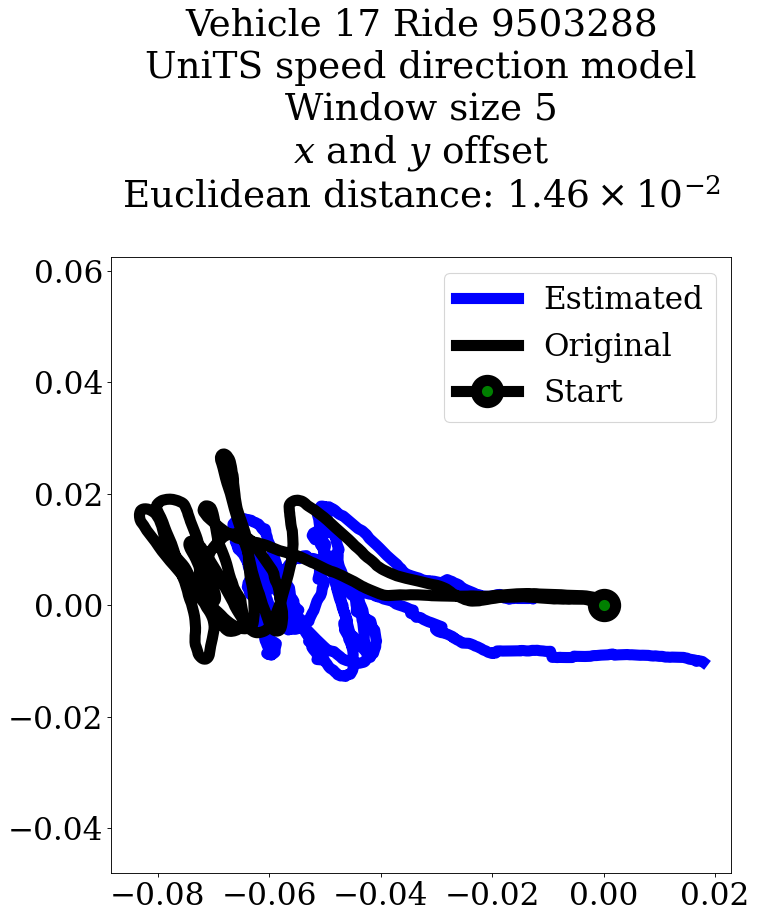 Vehicle 17 Ride 9503288
UniTS speed direction model
Window size 5
x and y offset
Euclidean distance: 1.46 × 10⁻²
0.06
0.04
0.02
0.00
−0.02
−0.04
Estimated
Original
Start
−0.08 −0.06 −0.04 −0.02 0.00 0.02